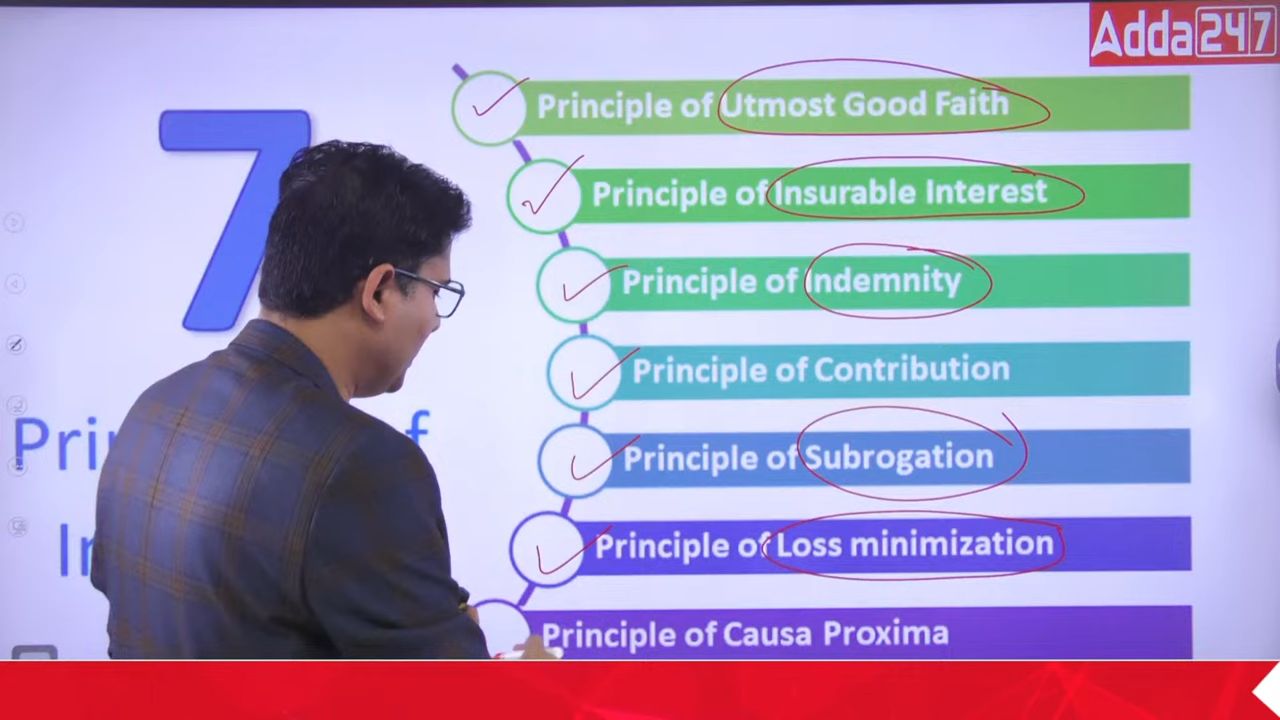 Adda247
7
Principle of Utmost Good Faith
Principle of Insurable Interest
Principle of Indemnity
Principle of Contribution
Principle of Subrogation
Principle of Loss minimization
Principle of Causa Proxima